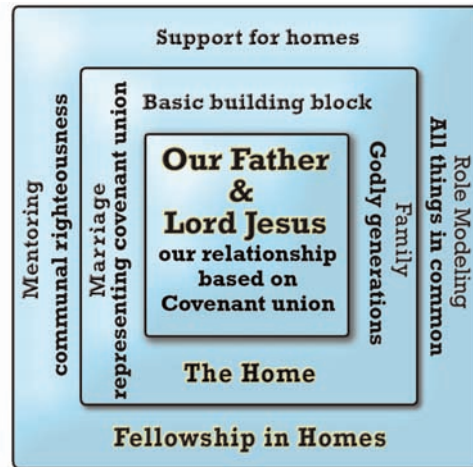 Support for homes
Mentoring
communal righteousness
Role Modeling
All things in common
Basic building block
Marriage
representing covenant union
Family
Godly generations
Our Father
&
Lord Jesus
our relationship
based on
Covenant union
The Home
Fellowship in Homes